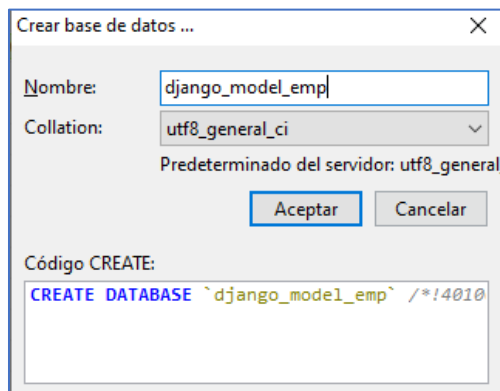 Crear base de datos ...
Nombre: django_model_emp
Collation: utf8_general_ci
Predeterminado del servidor: utf8_general
Aceptar Cancelar
Código CREATE:
CREATE DATABASE `django_model_emp` /*!4010